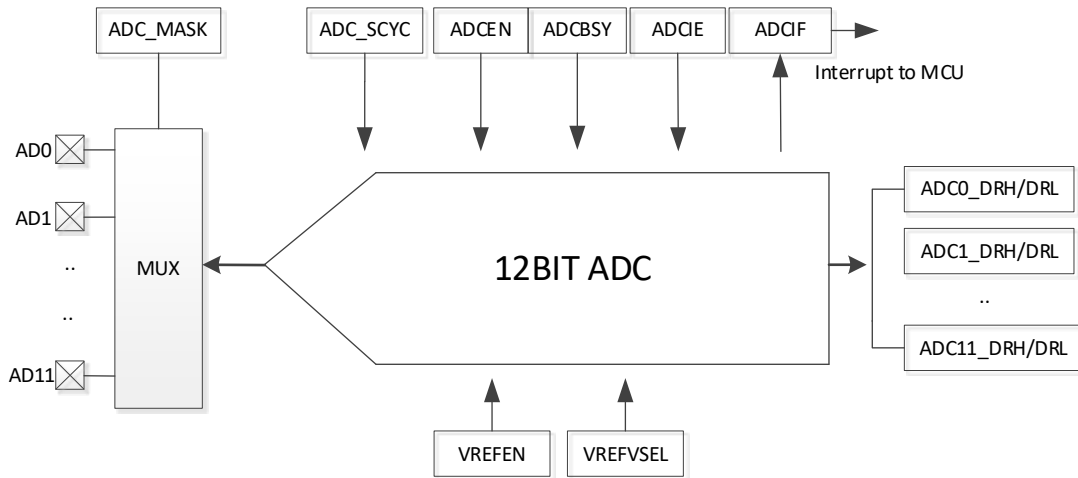 ADC_MASK
ADC_SCYC
ADCEN
ADCBSY
ADCIE
ADCIF
Interrupt to MCU
AD0
AD1
..
..
AD11
MUX
12BIT ADC
ADC0_DRH/DRL
ADC1_DRH/DRL
..
ADC11_DRH/DRL
VREFEN
VREFVSEL